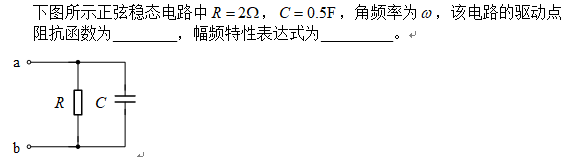 下图所示正弦稳态电路中 R = 2Ω， C = 0.5F，角频率为 ω，该电路的驱动点
阻抗函数为________，幅频特性表达式为_________。↵
a
R C
b ↵